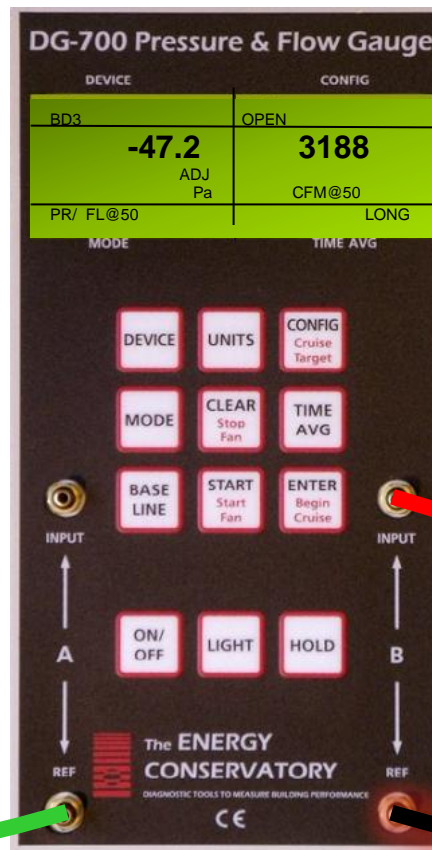 DG-700 Pressure & Flow Gauge
DEVICE CONFIG
BD3 OPEN
-47.2 3188
ADJ
Pa CFM@50
PR/ FL@50 LONG
MODE TIME AVG
DEVICE UNITS CONFIG
Cruise
Target
MODE CLEAR
Stop
Fan
TIME
AVG
BASE
LINE
START
Start
Fan
ENTER
Begin
Cruise
INPUT INPUT
A B
ON/
OFF
LIGHT HOLD
REF REF
The ENERGY
CONSERVATORY
DIAGNOSTIC TOOLS TO MEASURE BUILDING PERFORMANCE
CE